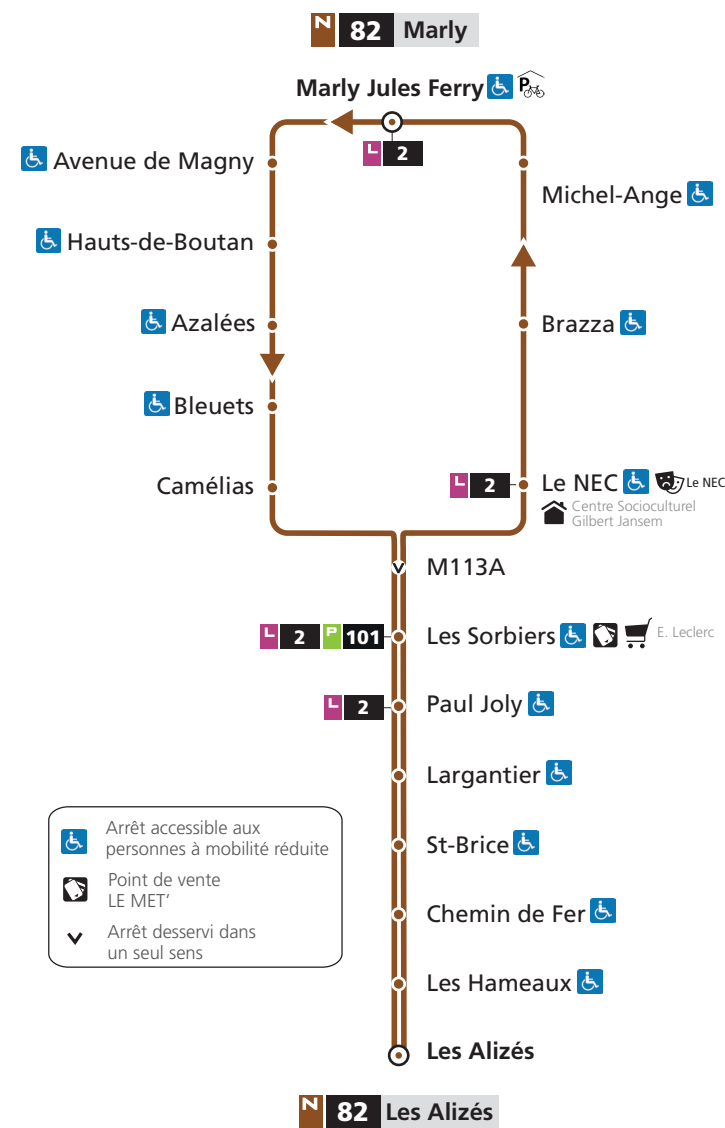 N 82 Marly
Marly Jules Ferry P
L 2
Avenue de Magny
Hauts-de-Boutan
Azalées
Bleuets
Camélias
Michel-Ange
Brazza
L 2 Le NEC Le NEC
Centre Socioculturel
Gilbert Jansem
M113A
L 2 P 101 Les Sorbiers E. Leclerc
L 2 Paul Joly
Largantier
St-Brice
Chemin de Fer
Les Hameaux
Les Alizés
Arrêt accessible aux
personnes à mobilité réduite
Point de vente
LE MET’
Arrêt desservi dans
un seul sens
N 82 Les Alizés